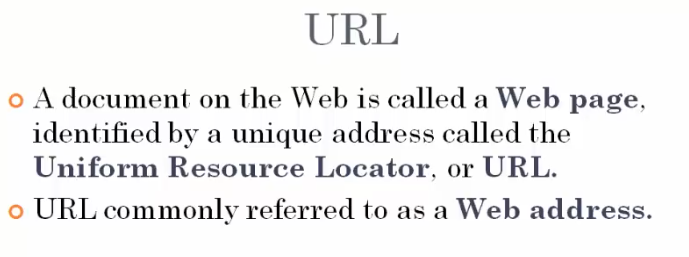 URL
A document on the Web is called a Web page,
identified by a unique address called the
Uniform Resource Locator, or URL.
URL commonly referred to as a Web address.